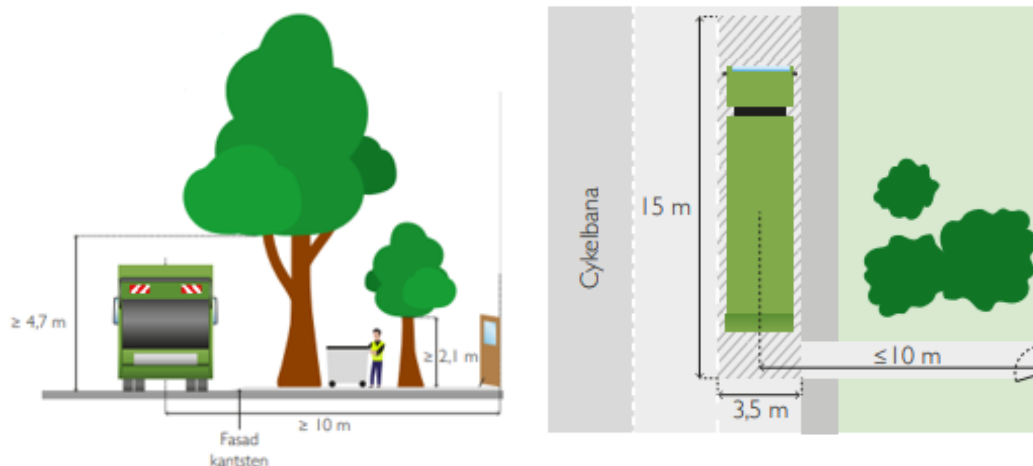 ≥ 4,7 m
≥ 2,1 m
≥ 10 m
Fasad
kantsten
Cykelbana
15 m
≤10 m
3,5 m